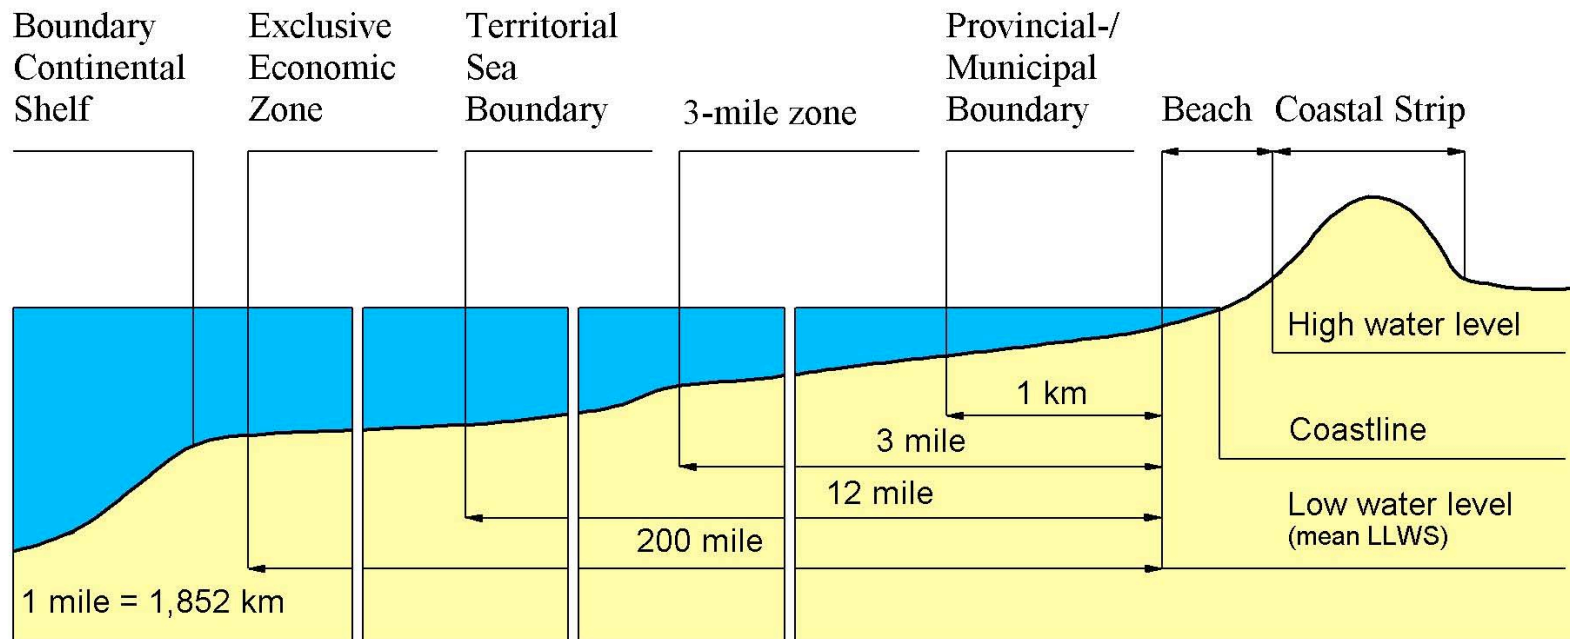 Boundary
Continental
Shelf
Exclusive
Economic
Zone
Territorial
Sea
Boundary
3-mile zone
Provincial-/
Municipal
Boundary
Beach
Coastal Strip
High water level
1 km
Coastline
3 mile
12 mile
Low water level
(mean LLWS)
200 mile
1 mile = 1,852 km